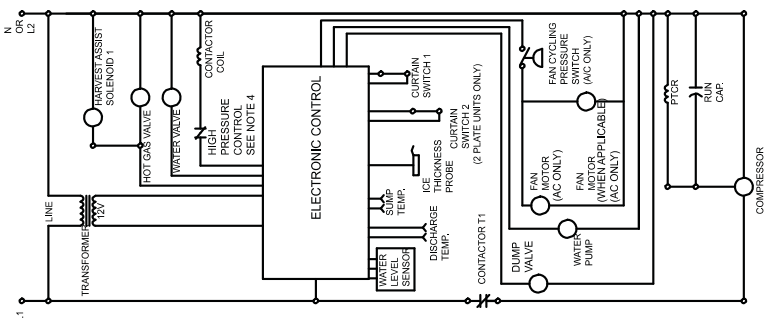 N
OR
L2
HARVEST ASSIST
SOLENOID 1
HOT GAS VALVE
WATER VALVE
CONTACTOR
COIL
HIGH
PRESSURE
CONTROL
SEE NOTE 4
ELECTRONIC CONTROL
CURTAIN
SWITCH 1
CURTAIN
SWITCH 2
(2 PLATE UNITS ONLY)
ICE
THICKNESS
PROBE
SUMP
TEMP.
DISCHARGE
TEMP.
WATER
LEVEL
SENSOR
FAN CYCLING
PRESSURE
SWITCH
(A/C ONLY)
FAN
MOTOR
(AC ONLY)
FAN
MOTOR
(WHEN APPLICABLE)
(AC ONLY)
WATER
PUMP
DUMP
VALVE
PTCR
RUN
CAP.
COMPRESSOR
LINE
TRANSFORMER
12V
CONTACTOR T1
L1